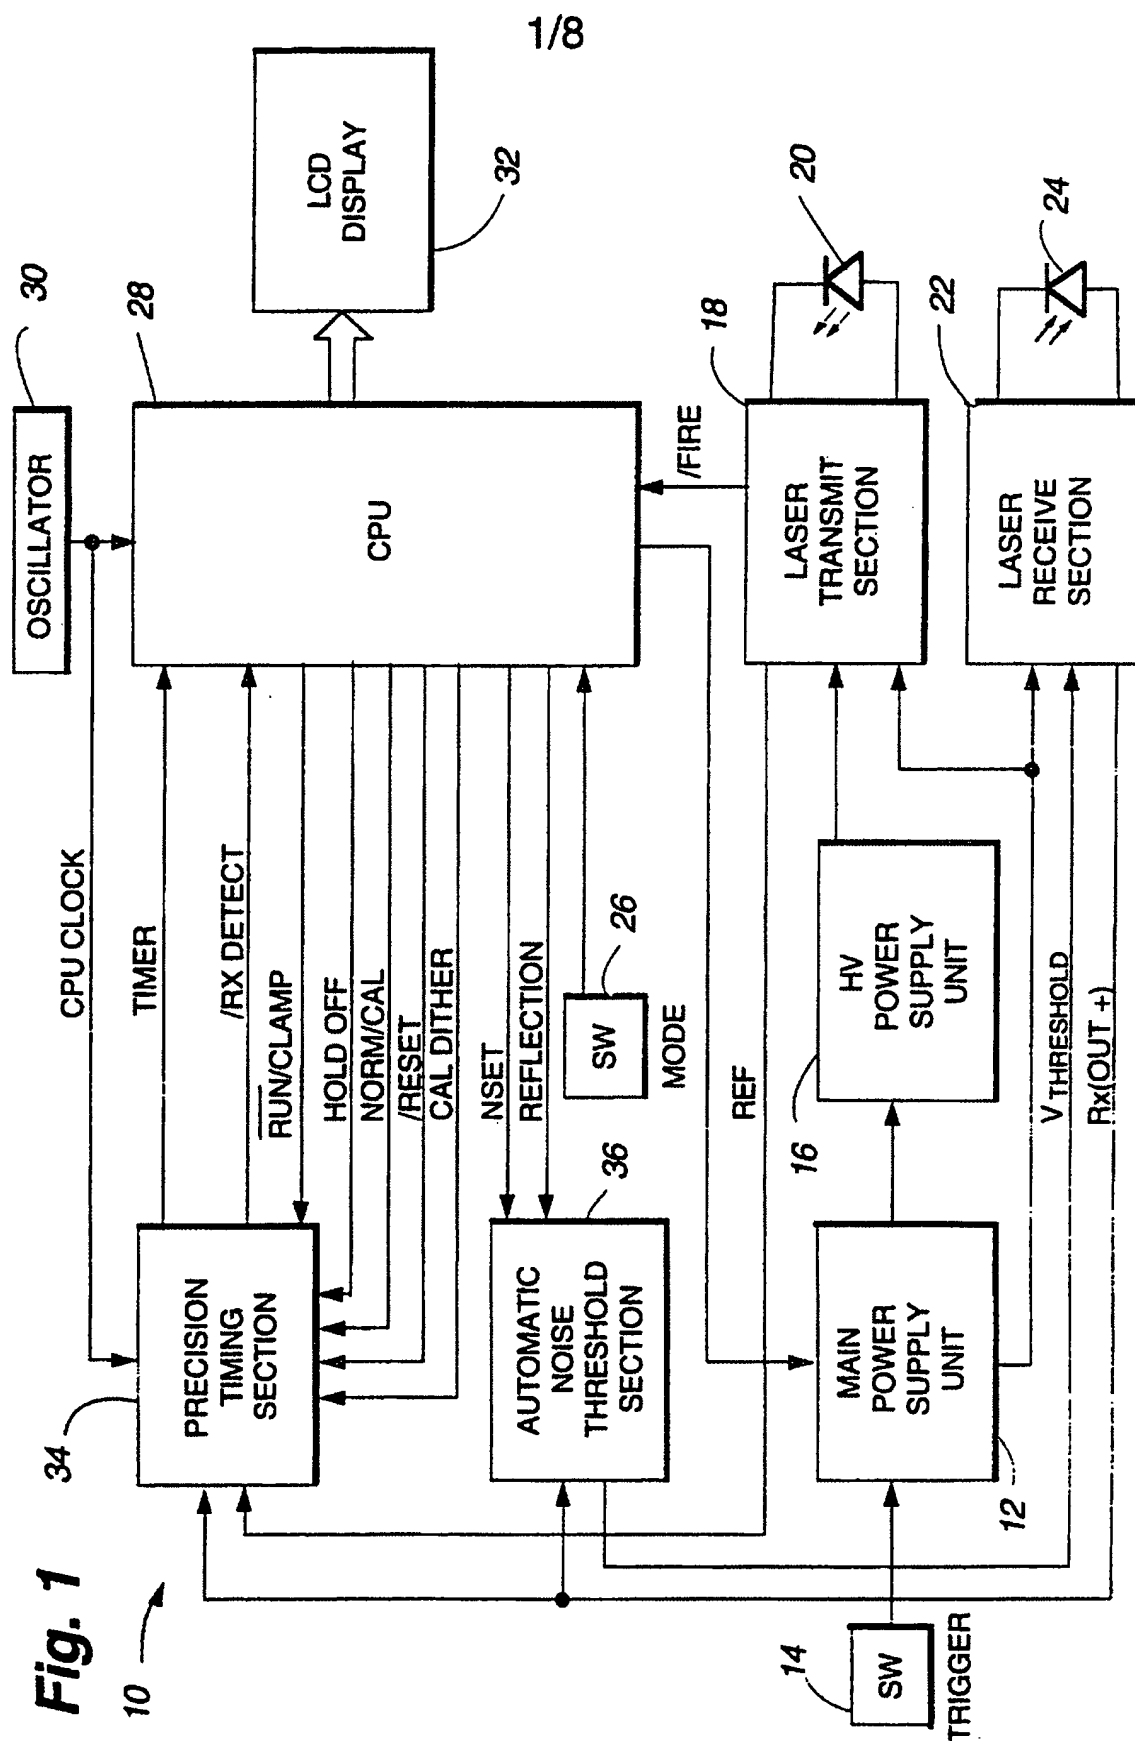 1/8
Fig. 1
10
OSCILLATOR
30
CPU CLOCK
TIMER
/RX DETECT
RUN/CLAMP
HOLD OFF
NORM/CAL
/RESET
CAL DITHER
NSET
REFLECTION
34
PRECISION
TIMING
SECTION
CPU
28
LCD
DISPLAY
32
AUTOMATIC
NOISE
THRESHOLD
SECTION
36
SW
26
MODE
/FIRE
REF
14
SW
TRIGGER
MAIN
POWER
SUPPLY
UNIT
12
HV
POWER
SUPPLY
UNIT
16
LASER
TRANSMIT
SECTION
18
20
V THRESHOLD
Rx(OUT +)
LASER
RECEIVE
SECTION
22
24